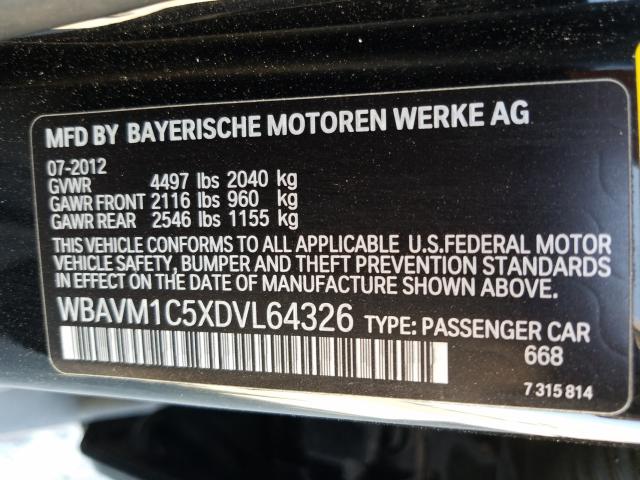 MFD BY BAYERISCHE MOTOREN WERKE AG
07-2012
GVWR 4497 lbs 2040 kg
GAWR FRONT 2116 lbs 960 kg
GAWR REAR 2546 lbs 1155 kg
THIS VEHICLE CONFORMS TO ALL APPLICABLE U.S.FEDERAL MOTOR
VEHICLE SAFETY, BUMPER AND THEFT PREVENTION STANDARDS
IN EFFECT ON THE DATE OF MANUFACTURE SHOWN ABOVE.
WBAVM1C5XDVL64326 TYPE: PASSENGER CAR
668
7 315 814